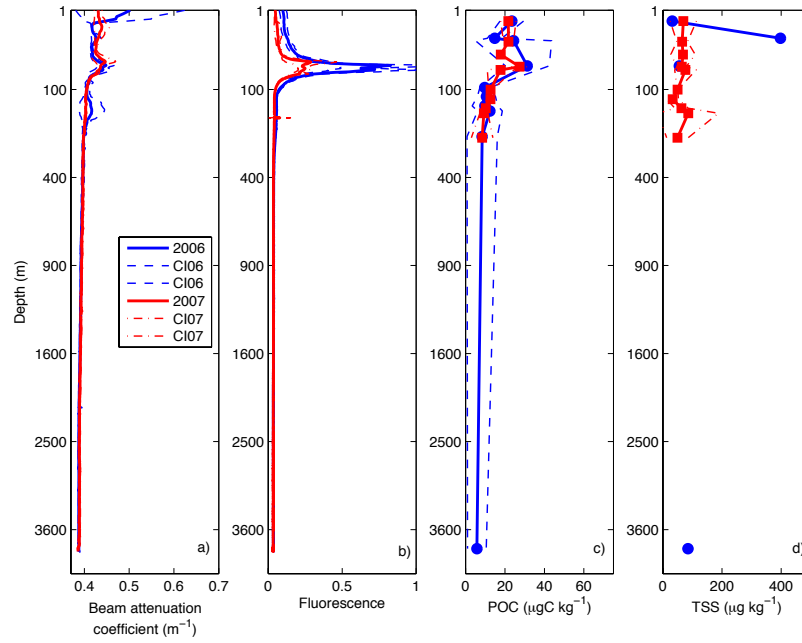 1
100
400
900
1600
2500
3600
Depth (m)
0.4 0.5 0.6 0.7
Beam attenuation
coefficient (m⁻¹)
a)
2006
CI06
CI06
2007
CI07
CI07
1
100
400
900
1600
2500
3600
0 0.5 1
Fluorescence
b)
1
100
400
900
1600
2500
3600
0 20 40 60
POC (μgC kg⁻¹)
c)
1
100
400
900
1600
2500
3600
0 200 400
TSS (μg kg⁻¹)
d)